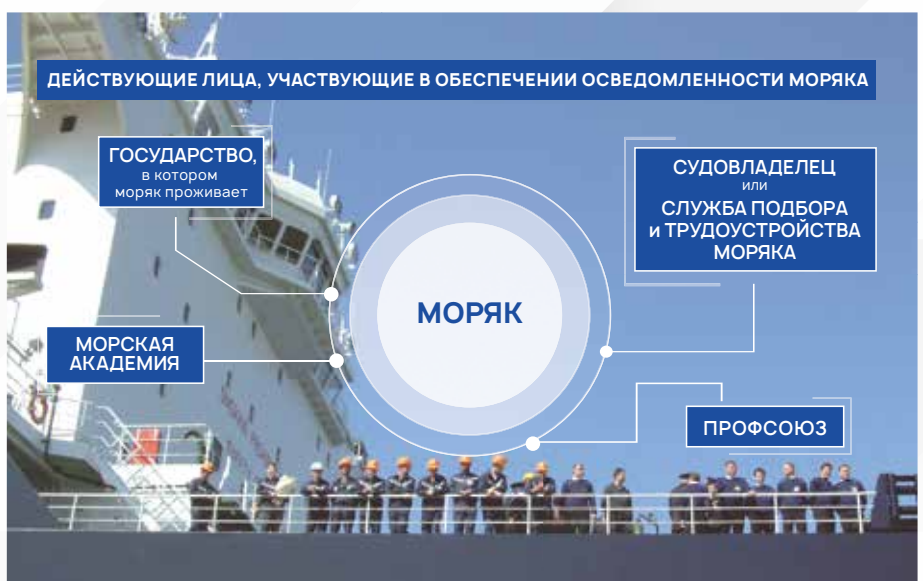 ДЕЙСТВУЮЩИЕ ЛИЦА, УЧАСТВУЮЩИЕ В ОБЕСПЕЧЕНИИ ОСВЕДОМЛЕННОСТИ МОРЯКА
ГОСУДАРСТВО,
в котором
моряк проживает
СУДОВЛАДЕЛЕЦ
или
СЛУЖБА ПОДБОРА
и ТРУДОУСТРОЙСТВА
МОРЯКА
МОРЯК
МОРСКАЯ
АКАДЕМИЯ
ПРОФСОЮЗ